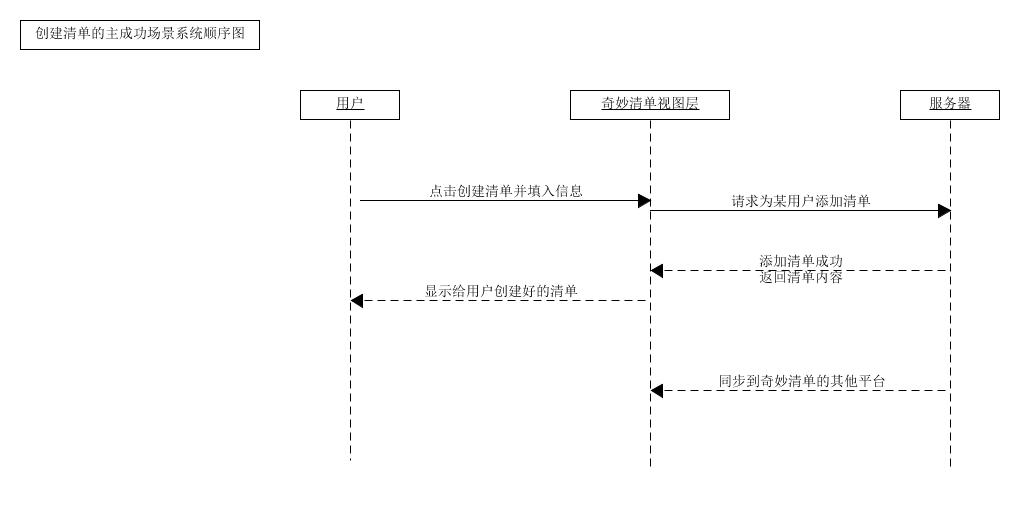 创建清单的主成功场景系统顺序图
用户
奇妙清单视图层
服务器
点击创建清单并填入信息
请求为某用户添加清单
添加清单成功
返回清单内容
显示给用户创建好的清单
同步到奇妙清单的其他平台